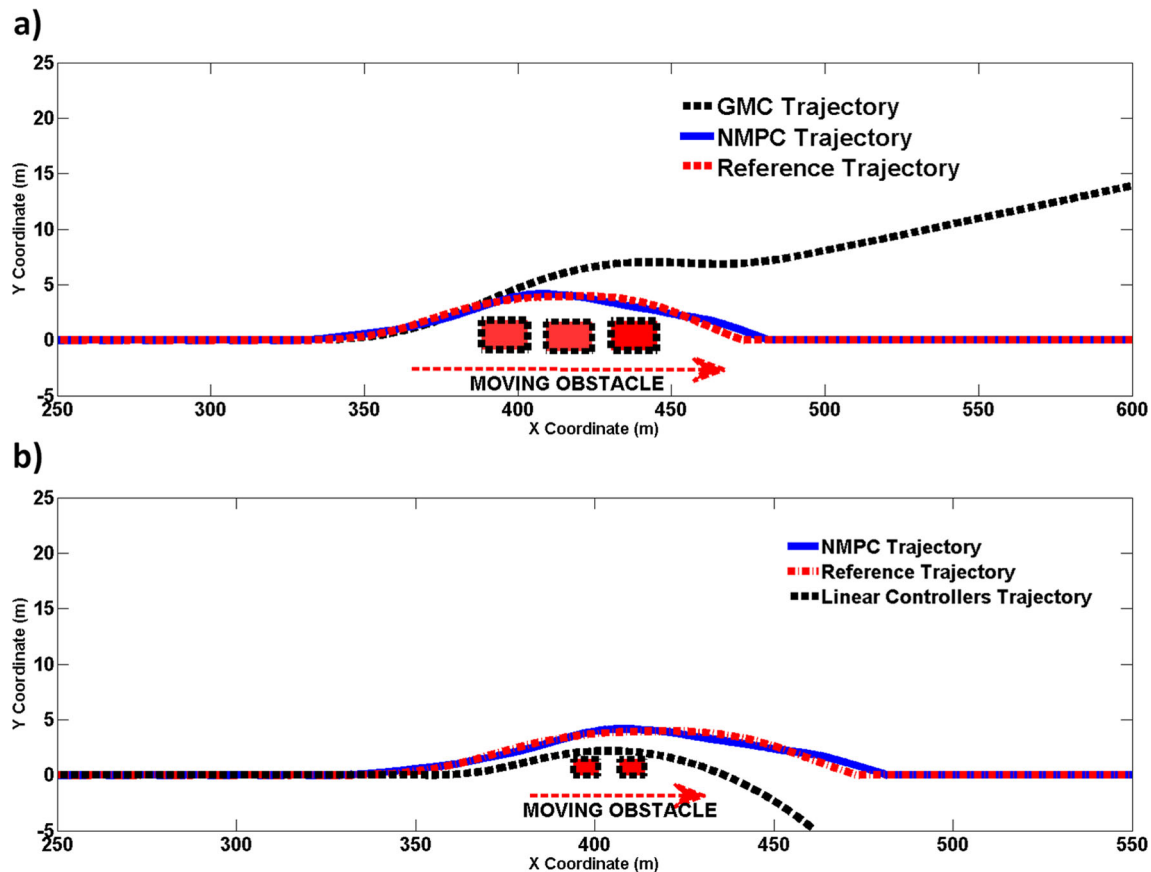 a)
25
20
15
10
5
0
-5
Y Coordinate (m)
GMC Trajectory
NMPC Trajectory
Reference Trajectory
MOVING OBSTACLE
250 300 350 400 450 500 550 600
X Coordinate (m)
b)
25
20
15
10
5
0
-5
Y Coordinate (m)
NMPC Trajectory
Reference Trajectory
Linear Controllers Trajectory
MOVING OBSTACLE
250 300 350 400 450 500 550
X Coordinate (m)